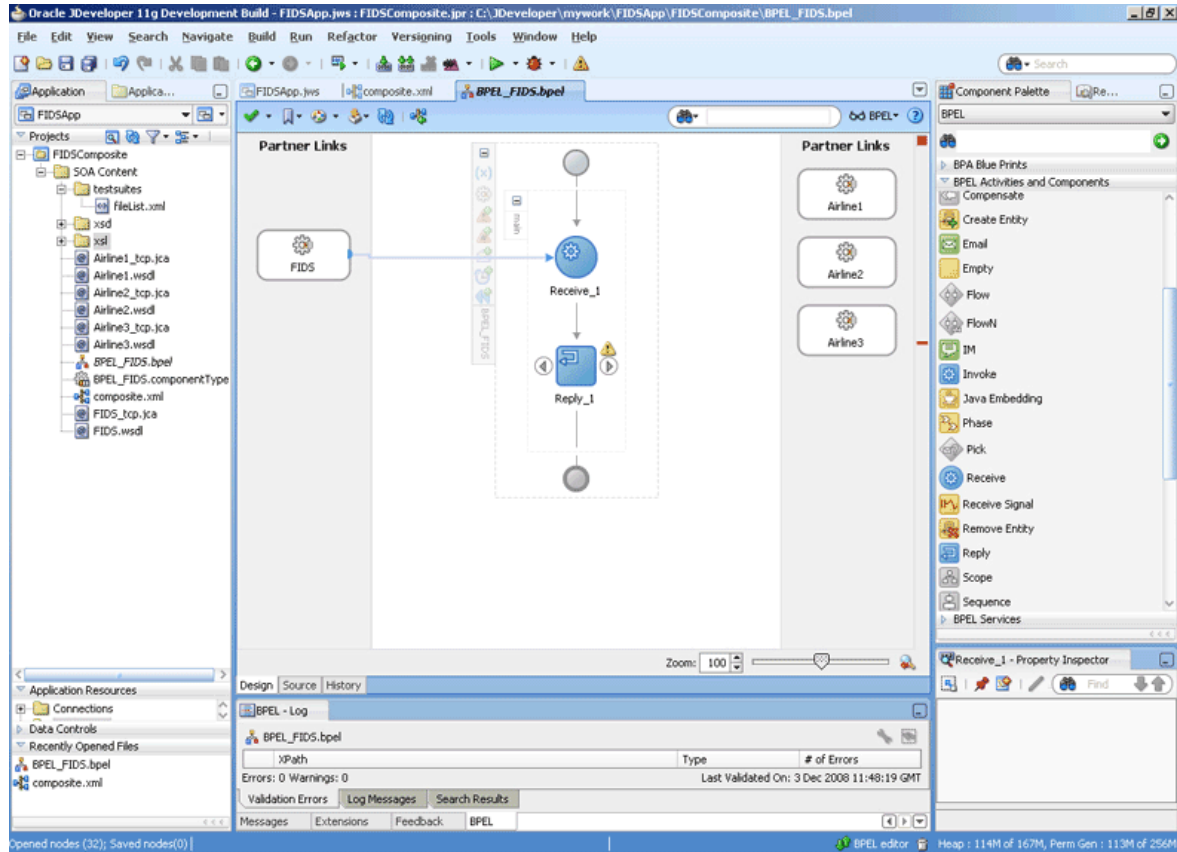 Oracle JDeveloper 11g Development Build - FIDSApp.jws : FIDSComposite.jpr : C:\JDeveloper\mywork\FIDSApp\FIDSComposite\BPEL_FIDS.bpel
File Edit View Search Navigate Build Run Refactor Versioning Tools Window Help
Search
Application Applica...
FIDSApp
Projects
FIDSComposite
SOA Content
testsuites
fileList.xml
xsd
xsl
Airline1_tcp.jca
Airline1.wsdl
Airline2_tcp.jca
Airline2.wsdl
Airline3_tcp.jca
Airline3.wsdl
BPEL_FIDS.bpel
BPEL_FIDS.componentType
composite.xml
FIDS_tcp.jca
FIDS.wsdl
Application Resources
Connections
Data Controls
Recently Opened Files
BPEL_FIDS.bpel
composite.xml
FIDSApp.jws composite.xml BPEL_FIDS.bpel
BPEL
Partner Links
FIDS
(x)
BPEL_FIDS
main
Receive_1
Reply_1
Partner Links
Airline1
Airline2
Airline3
Zoom: 100
Design Source History
BPEL - Log
BPEL_FIDS.bpel
XPath Type # of Errors
Errors: 0 Warnings: 0 Last Validated On: 3 Dec 2008 11:48:19 GMT
Validation Errors Log Messages Search Results
Messages Extensions Feedback BPEL
Component Palette Re...
BPEL
BPA Blue Prints
BPEL Activities and Components
Compensate
Create Entity
Email
Empty
Flow
FlowN
IM
Invoke
Java Embedding
Phase
Pick
Receive
Receive Signal
Remove Entity
Reply
Scope
Sequence
BPEL Services
Receive_1 - Property Inspector
Find
Opened nodes (32); Saved nodes(0) BPEL editor Heap : 114M of 167M, Perm Gen : 113M of 256M